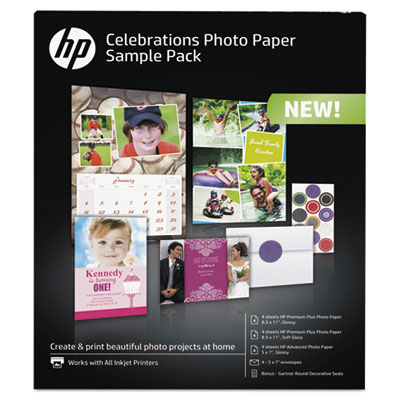 hp
Celebrations Photo Paper
Sample Pack
NEW!
Great Family
Vacation
January
Kennedy
is turning
ONE!
4 sheets HP Premium Plus Photo Paper
8.5 x 11", Glossy
4 sheets HP Premium Plus Photo Paper
8.5 x 11", Soft Gloss
4 sheets HP Advanced Photo Paper
5 x 7", Glossy
4 - 5 x 7" envelopes
Bonus - Gartner Round Decorative Seals
Create & print beautiful photo projects at home
Works with All Inkjet Printers